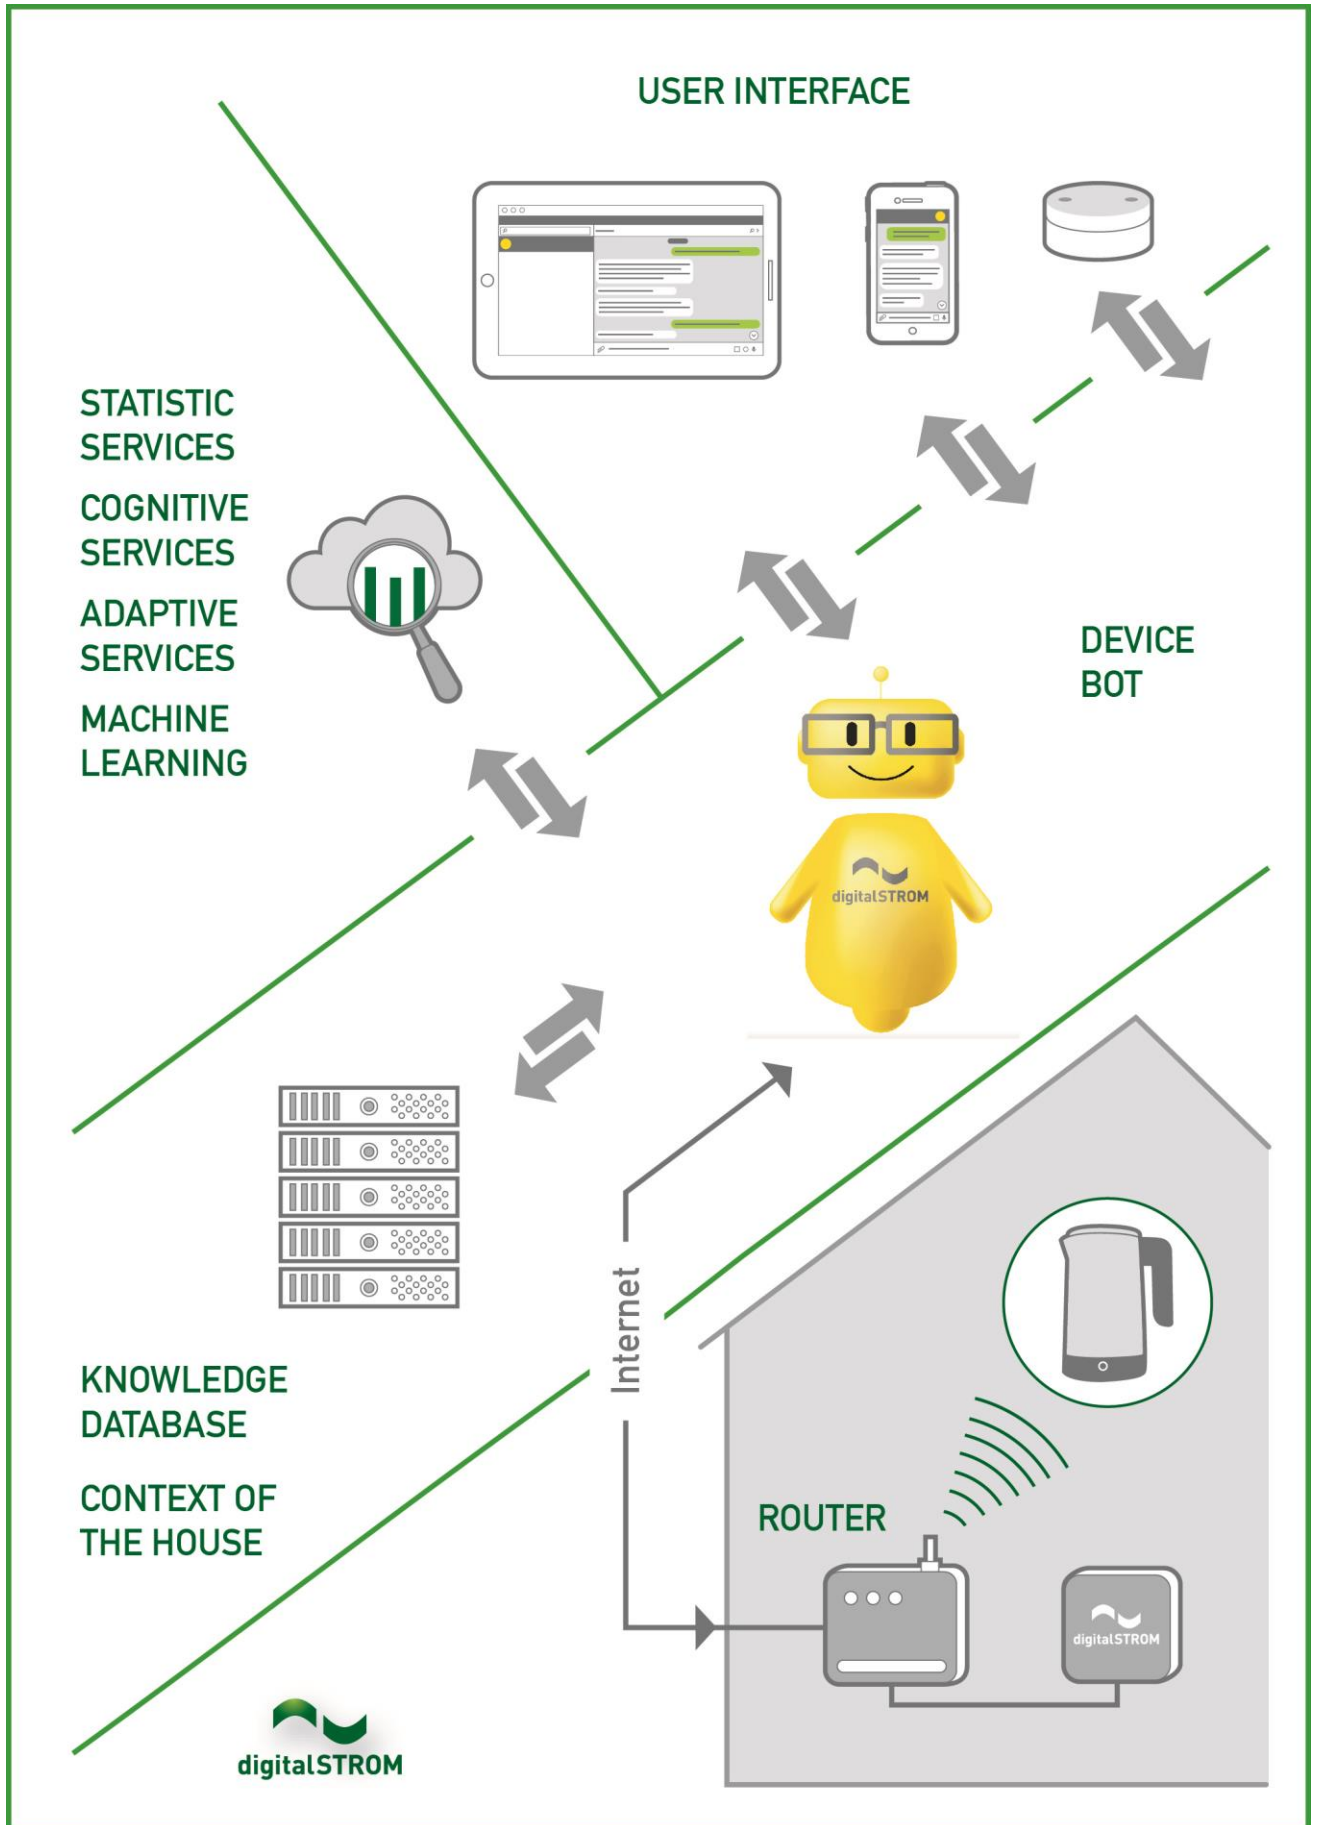 USER INTERFACE
STATISTIC
SERVICES
COGNITIVE
SERVICES
ADAPTIVE
SERVICES
MACHINE
LEARNING
DEVICE
BOT
digitalSTROM
Internet
KNOWLEDGE
DATABASE
CONTEXT OF
THE HOUSE
ROUTER
digitalSTROM
digitalSTROM